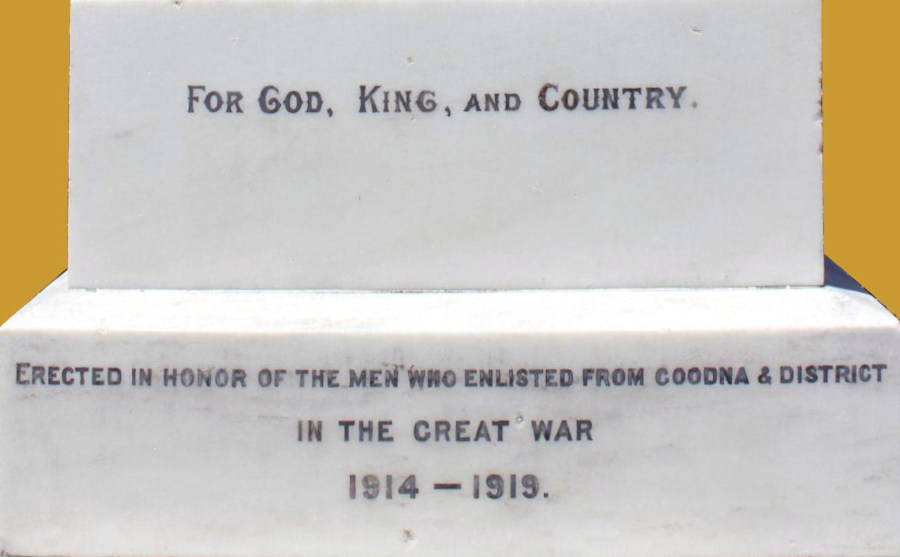 For God, King, and Country.
Erected in honor of the men who enlisted from Goodna & District
in the Great War
1914 — 1919.